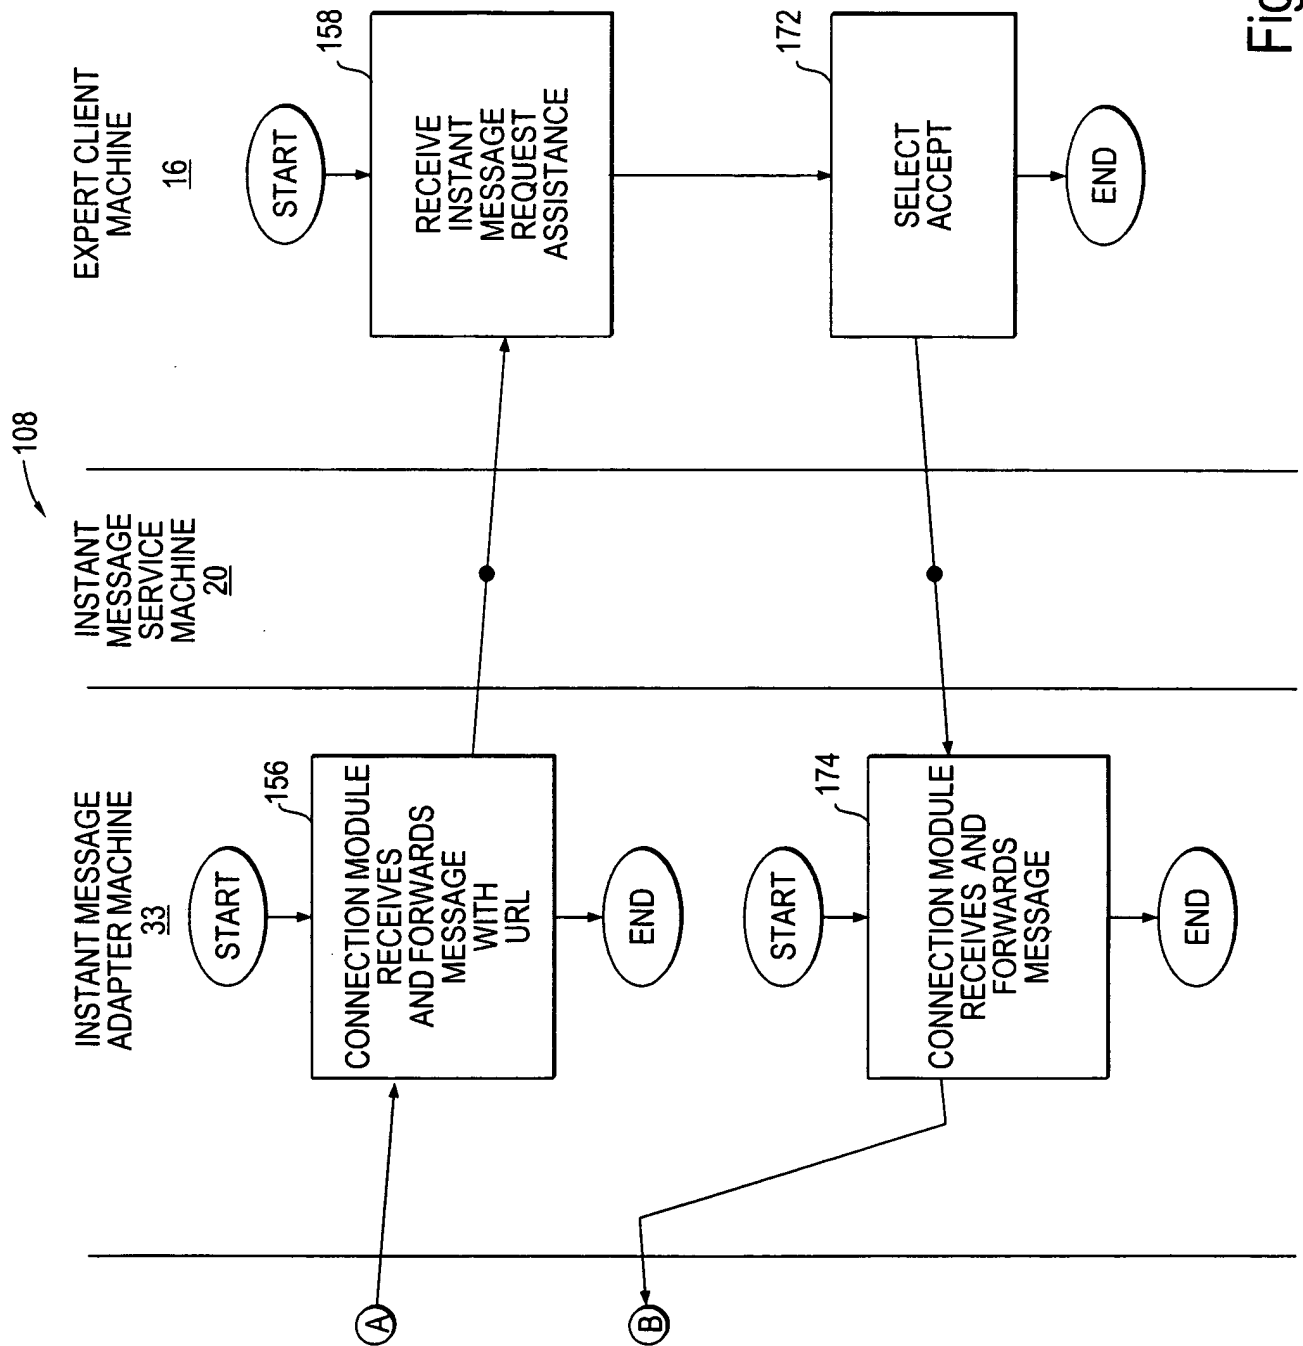 108
INSTANT MESSAGE
ADAPTER MACHINE
33
INSTANT
MESSAGE
SERVICE
MACHINE
20
EXPERT CLIENT
MACHINE
16
A
START
156
CONNECTION MODULE
RECEIVES
AND FORWARDS
MESSAGE
WITH
URL
END
START
158
RECEIVE
INSTANT
MESSAGE
REQUEST
ASSISTANCE
B
START
174
CONNECTION MODULE
RECEIVES AND
FORWARDS
MESSAGE
END
172
SELECT
ACCEPT
END
Fig